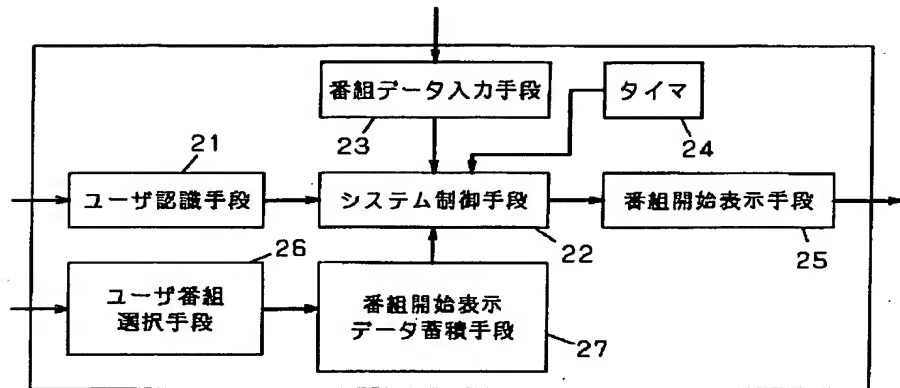 番組データ入力手段
タイマ
23
24
21
ユーザ認識手段
システム制御手段
番組開始表示手段
22
25
26
ユーザ番組
選択手段
番組開始表示
データ蓄積手段
27